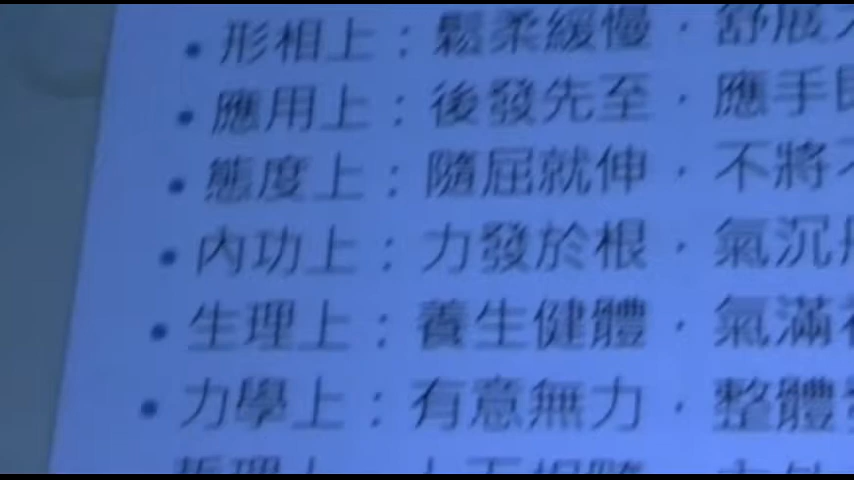 • 形相上：鬆柔緩慢，舒展
• 應用上：後發先至，應手
• 態度上：隨屈就伸，不將
• 內功上：力發於根，氣沉
• 生理上：養生健體，氣滿
• 力學上：有意無力，整體